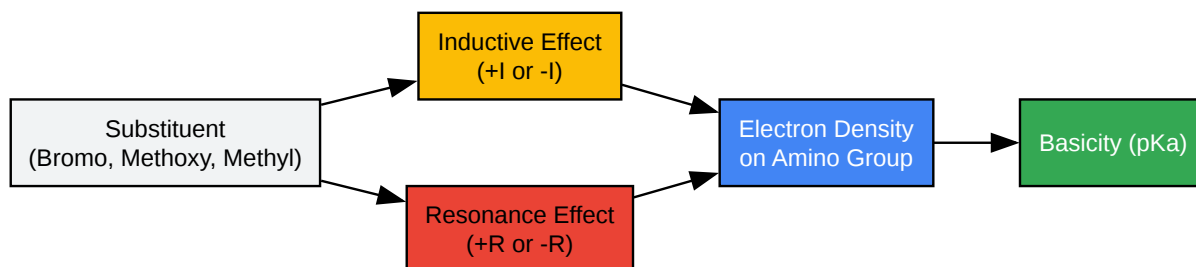 Substituent
(Bromo, Methoxy, Methyl)
Inductive Effect
(+I or -I)
Resonance Effect
(+R or -R)
Electron Density
on Amino Group
Basicity (pKa)